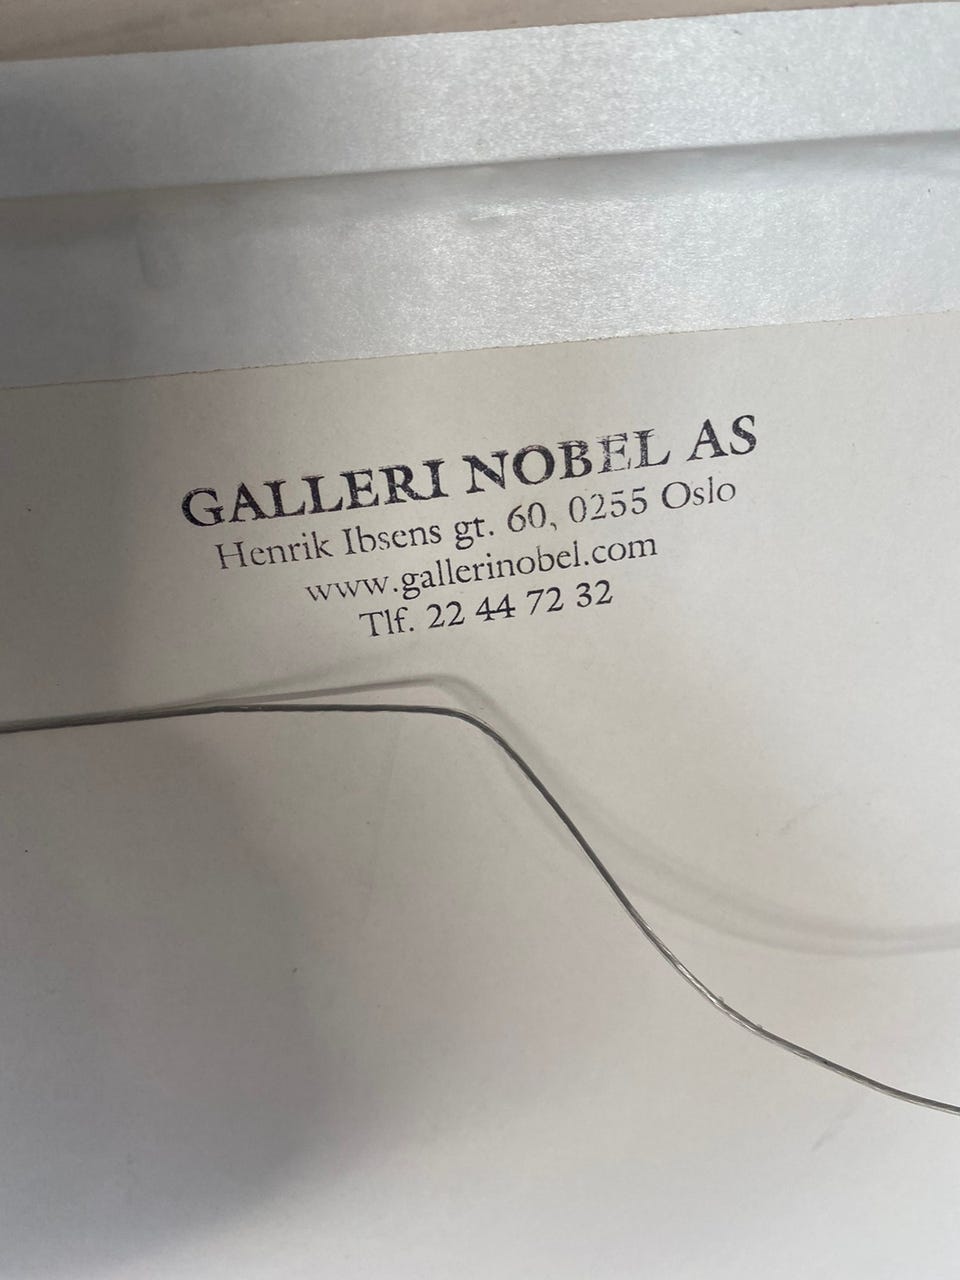 GALLERI NOBEL AS
Henrik Ibsens gt. 60, 0255 Oslo
www.gallerinobel.com
Tlf. 22 44 72 32